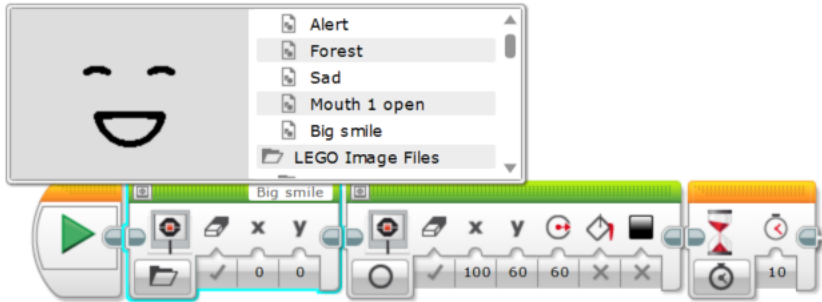 Alert
Forest
Sad
Mouth 1 open
Big smile
LEGO Image Files
Big smile
x y x y
0 0 100 60 60 10